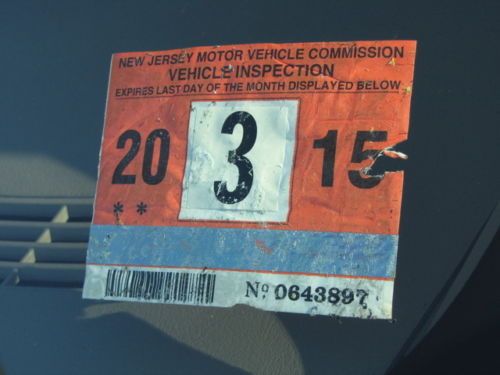 NEW JERSEY MOTOR VEHICLE COMMISSION
VEHICLE INSPECTION
EXPIRES LAST DAY OF THE MONTH DISPLAYED BELOW
20 3 15
* *
Nº 0643897